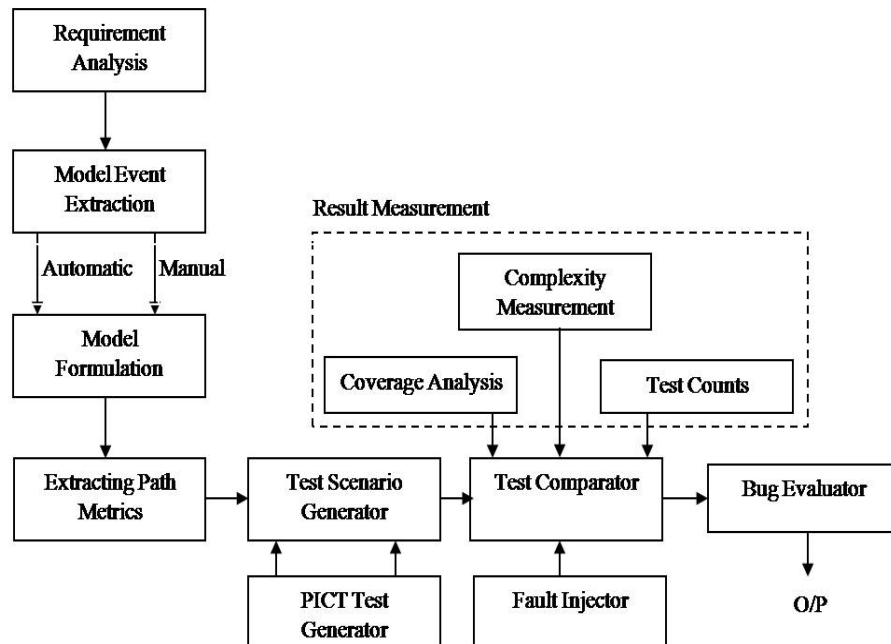 Requirement
Analysis
Model Event
Extraction
Result Measurement
Automatic
Manual
Complexity
Measurement
Model
Formulation
Coverage Analysis
Test Counts
Extracting Path
Metrics
Test Scenario
Generator
Test Comparator
Bug Evaluator
PICT Test
Generator
Fault Injector
O/P